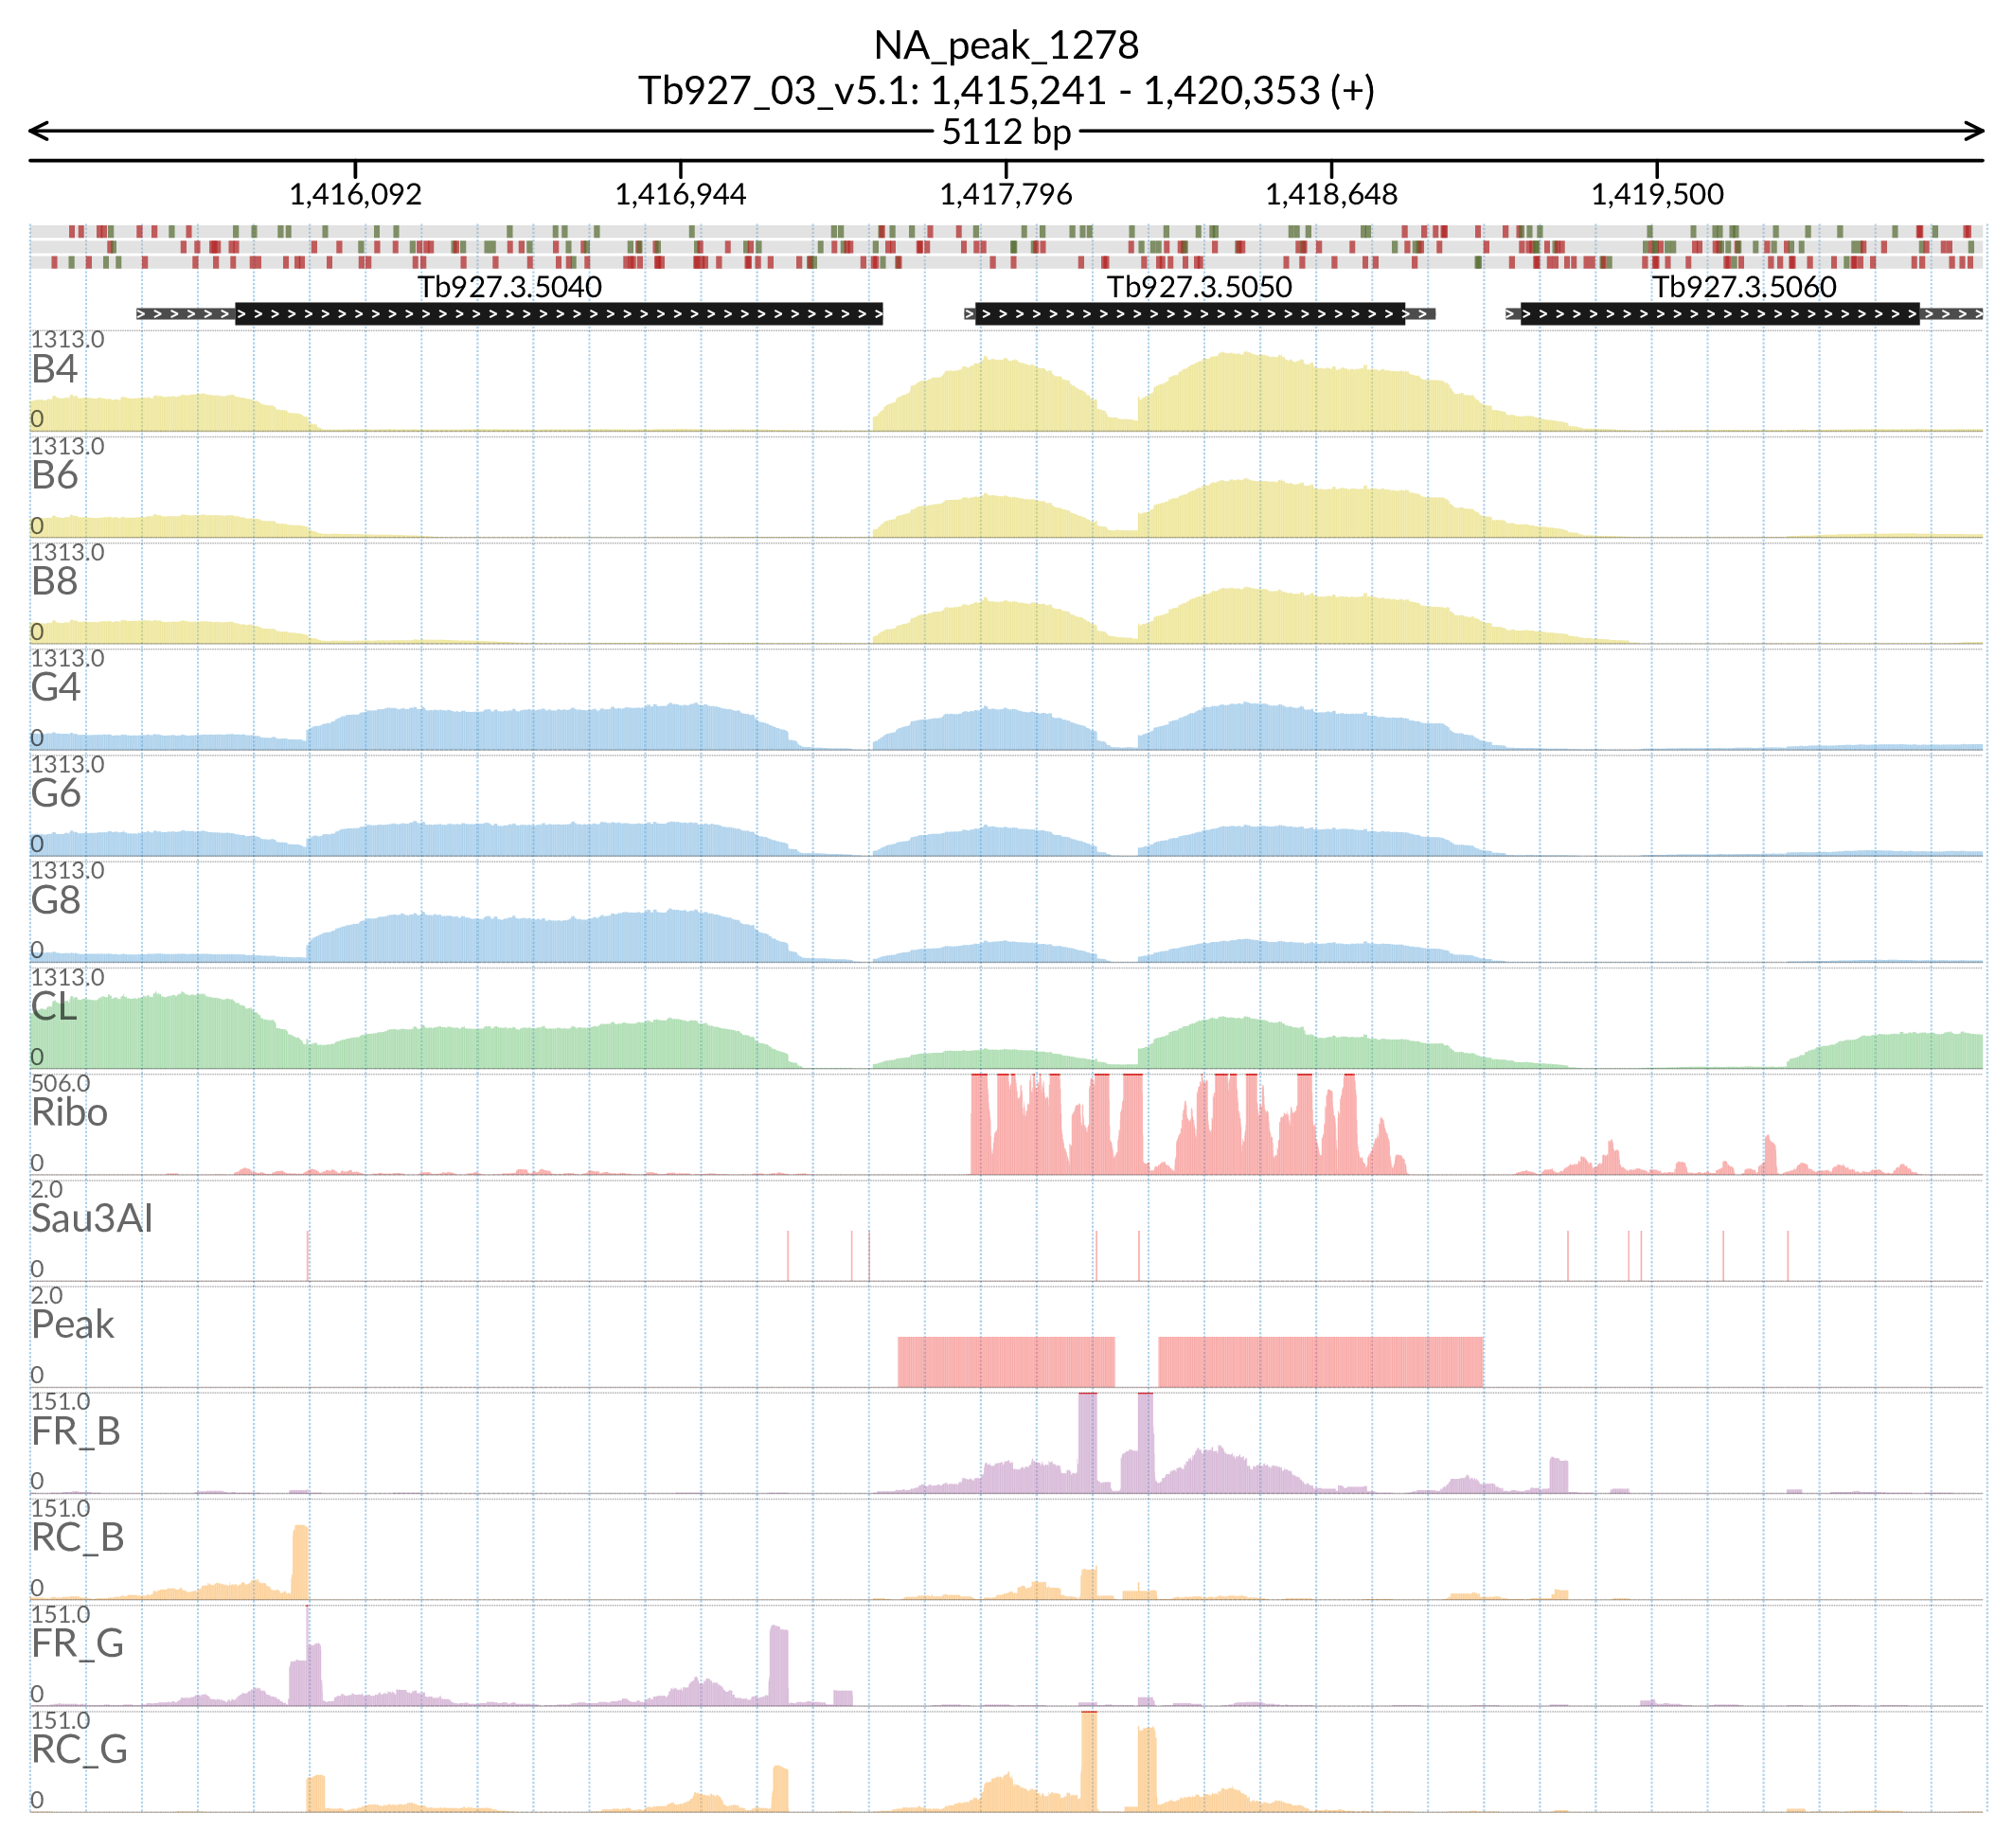 NA_peak_1278
Tb927_03_v5.1: 1,415,241 - 1,420,353 (+)
5112 bp
1,416,092 1,416,944 1,417,796 1,418,648 1,419,500
Tb927.3.5040 Tb927.3.5050 Tb927.3.5060
1313.0
B4
0
1313.0
B6
0
1313.0
B8
0
1313.0
G4
0
1313.0
G6
0
1313.0
G8
0
1313.0
CL
0
506.0
Ribo
0
2.0
Sau3AI
0
2.0
Peak
0
151.0
FR_B
0
151.0
RC_B
0
151.0
FR_G
0
151.0
RC_G
0